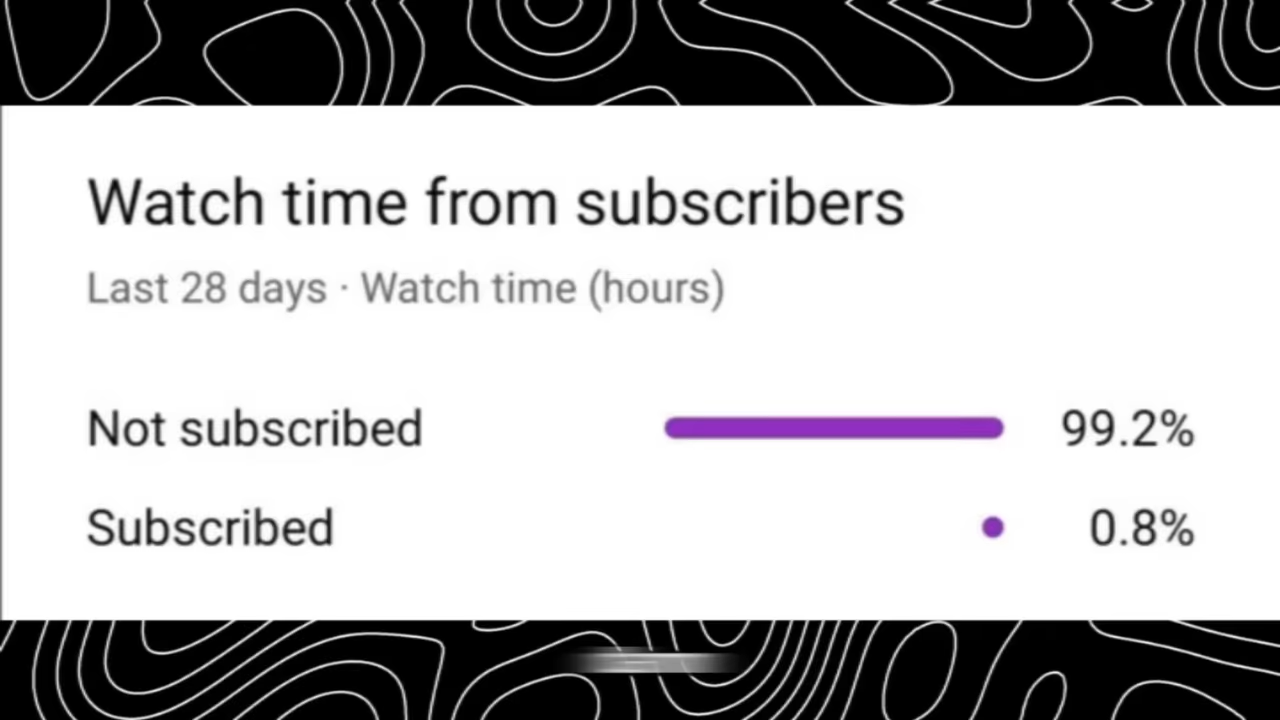 Watch time from subscribers
Last 28 days · Watch time (hours)
Not subscribed 99.2%
Subscribed 0.8%